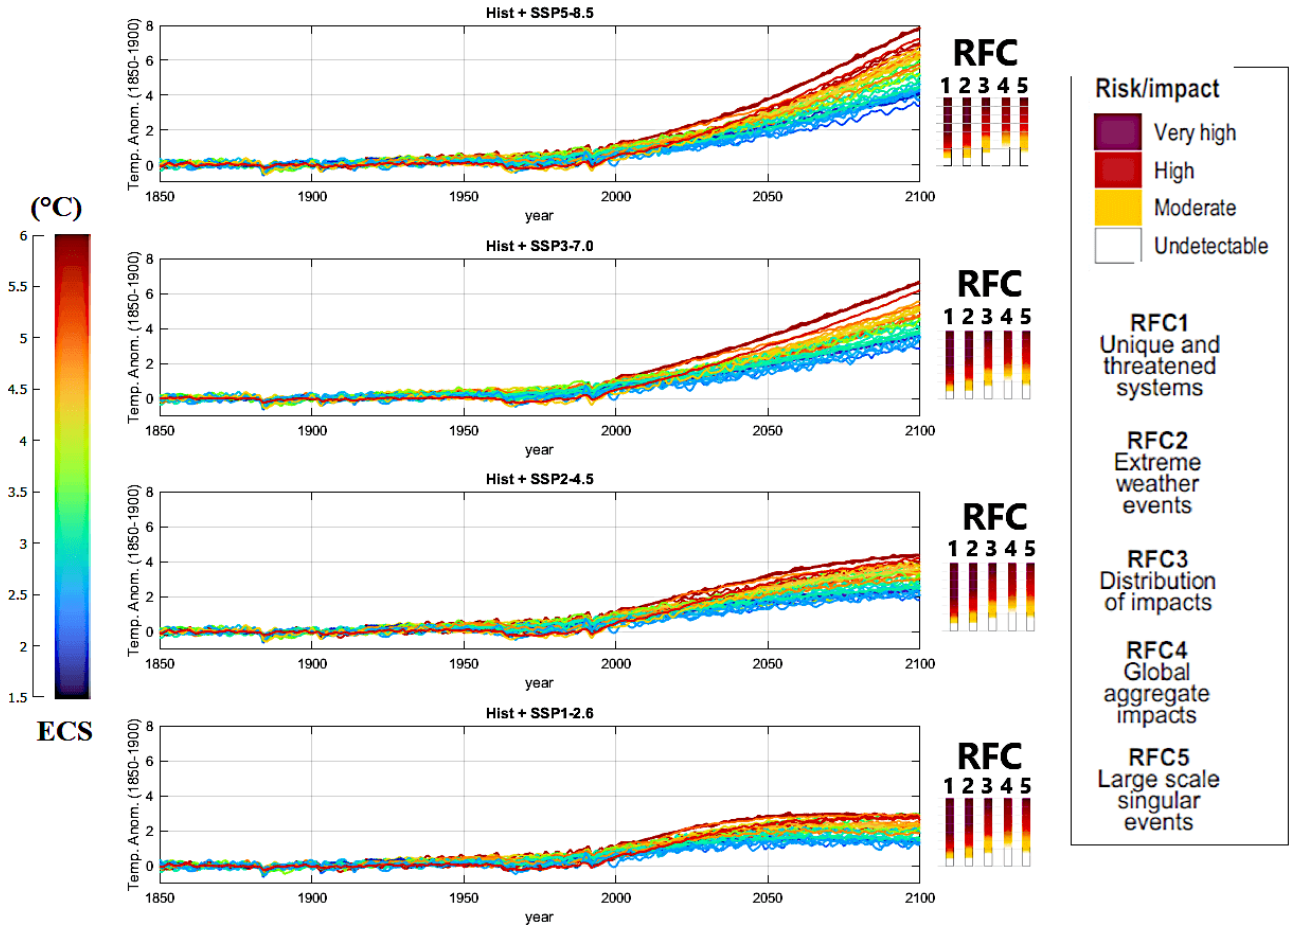 (°C)
6
5.5
5
4.5
4
3.5
3
2.5
2
1.5
ECS
Hist + SSP5-8.5
Temp. Anom. (1850-1900)
8
6
4
2
0
1850 1900 1950 2000 2050 2100
year
RFC
1 2 3 4 5
Hist + SSP3-7.0
Temp. Anom. (1850-1900)
8
6
4
2
0
1850 1900 1950 2000 2050 2100
year
RFC
1 2 3 4 5
Hist + SSP2-4.5
Temp. Anom. (1850-1900)
8
6
4
2
0
1850 1900 1950 2000 2050 2100
year
RFC
1 2 3 4 5
Hist + SSP1-2.6
Temp. Anom. (1850-1900)
8
6
4
2
0
1850 1900 1950 2000 2050 2100
year
RFC
1 2 3 4 5
Risk/impact
Very high
High
Moderate
Undetectable
RFC1
Unique and
threatened
systems
RFC2
Extreme
weather
events
RFC3
Distribution
of impacts
RFC4
Global
aggregate
impacts
RFC5
Large scale
singular
events